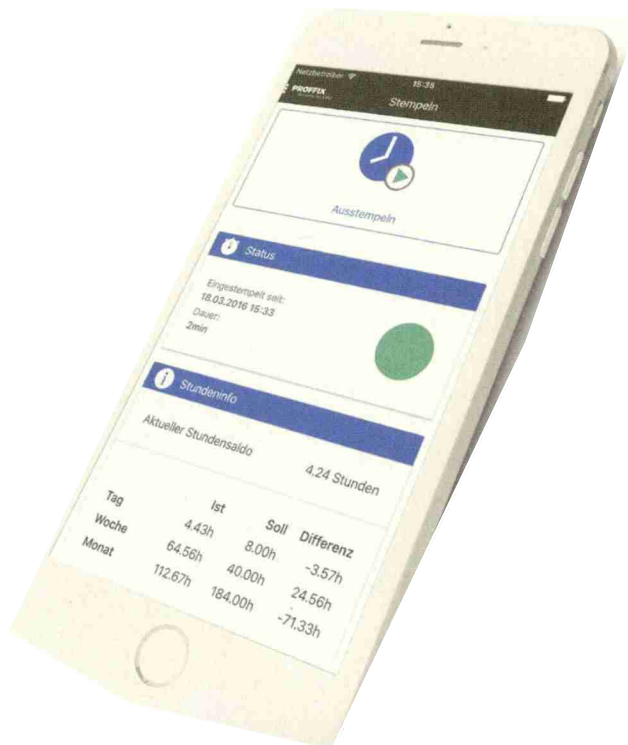 Netzbetreiber 15:35
PROFFIX
Stempeln
Ausstempeln
Status
Eingestempelt seit:
18.03.2016 15:33
Dauer:
2min
Stundeninfo
Aktueller Stundensaldo 4.24 Stunden
Ist Soll Differenz
Tag 4.43h 8.00h -3.57h
Woche 64.56h 40.00h 24.56h
Monat 112.67h 184.00h -71.33h